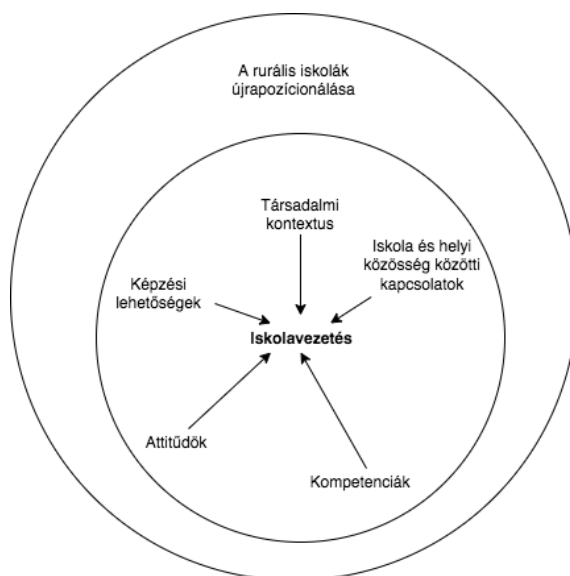 A rurális iskolák
újrapozícionálása
Társadalmi
kontextus
Iskola és helyi
közösség közötti
kapcsolatok
Képzési
lehetőségek
Iskolavezetés
Attitűdök
Kompetenciák